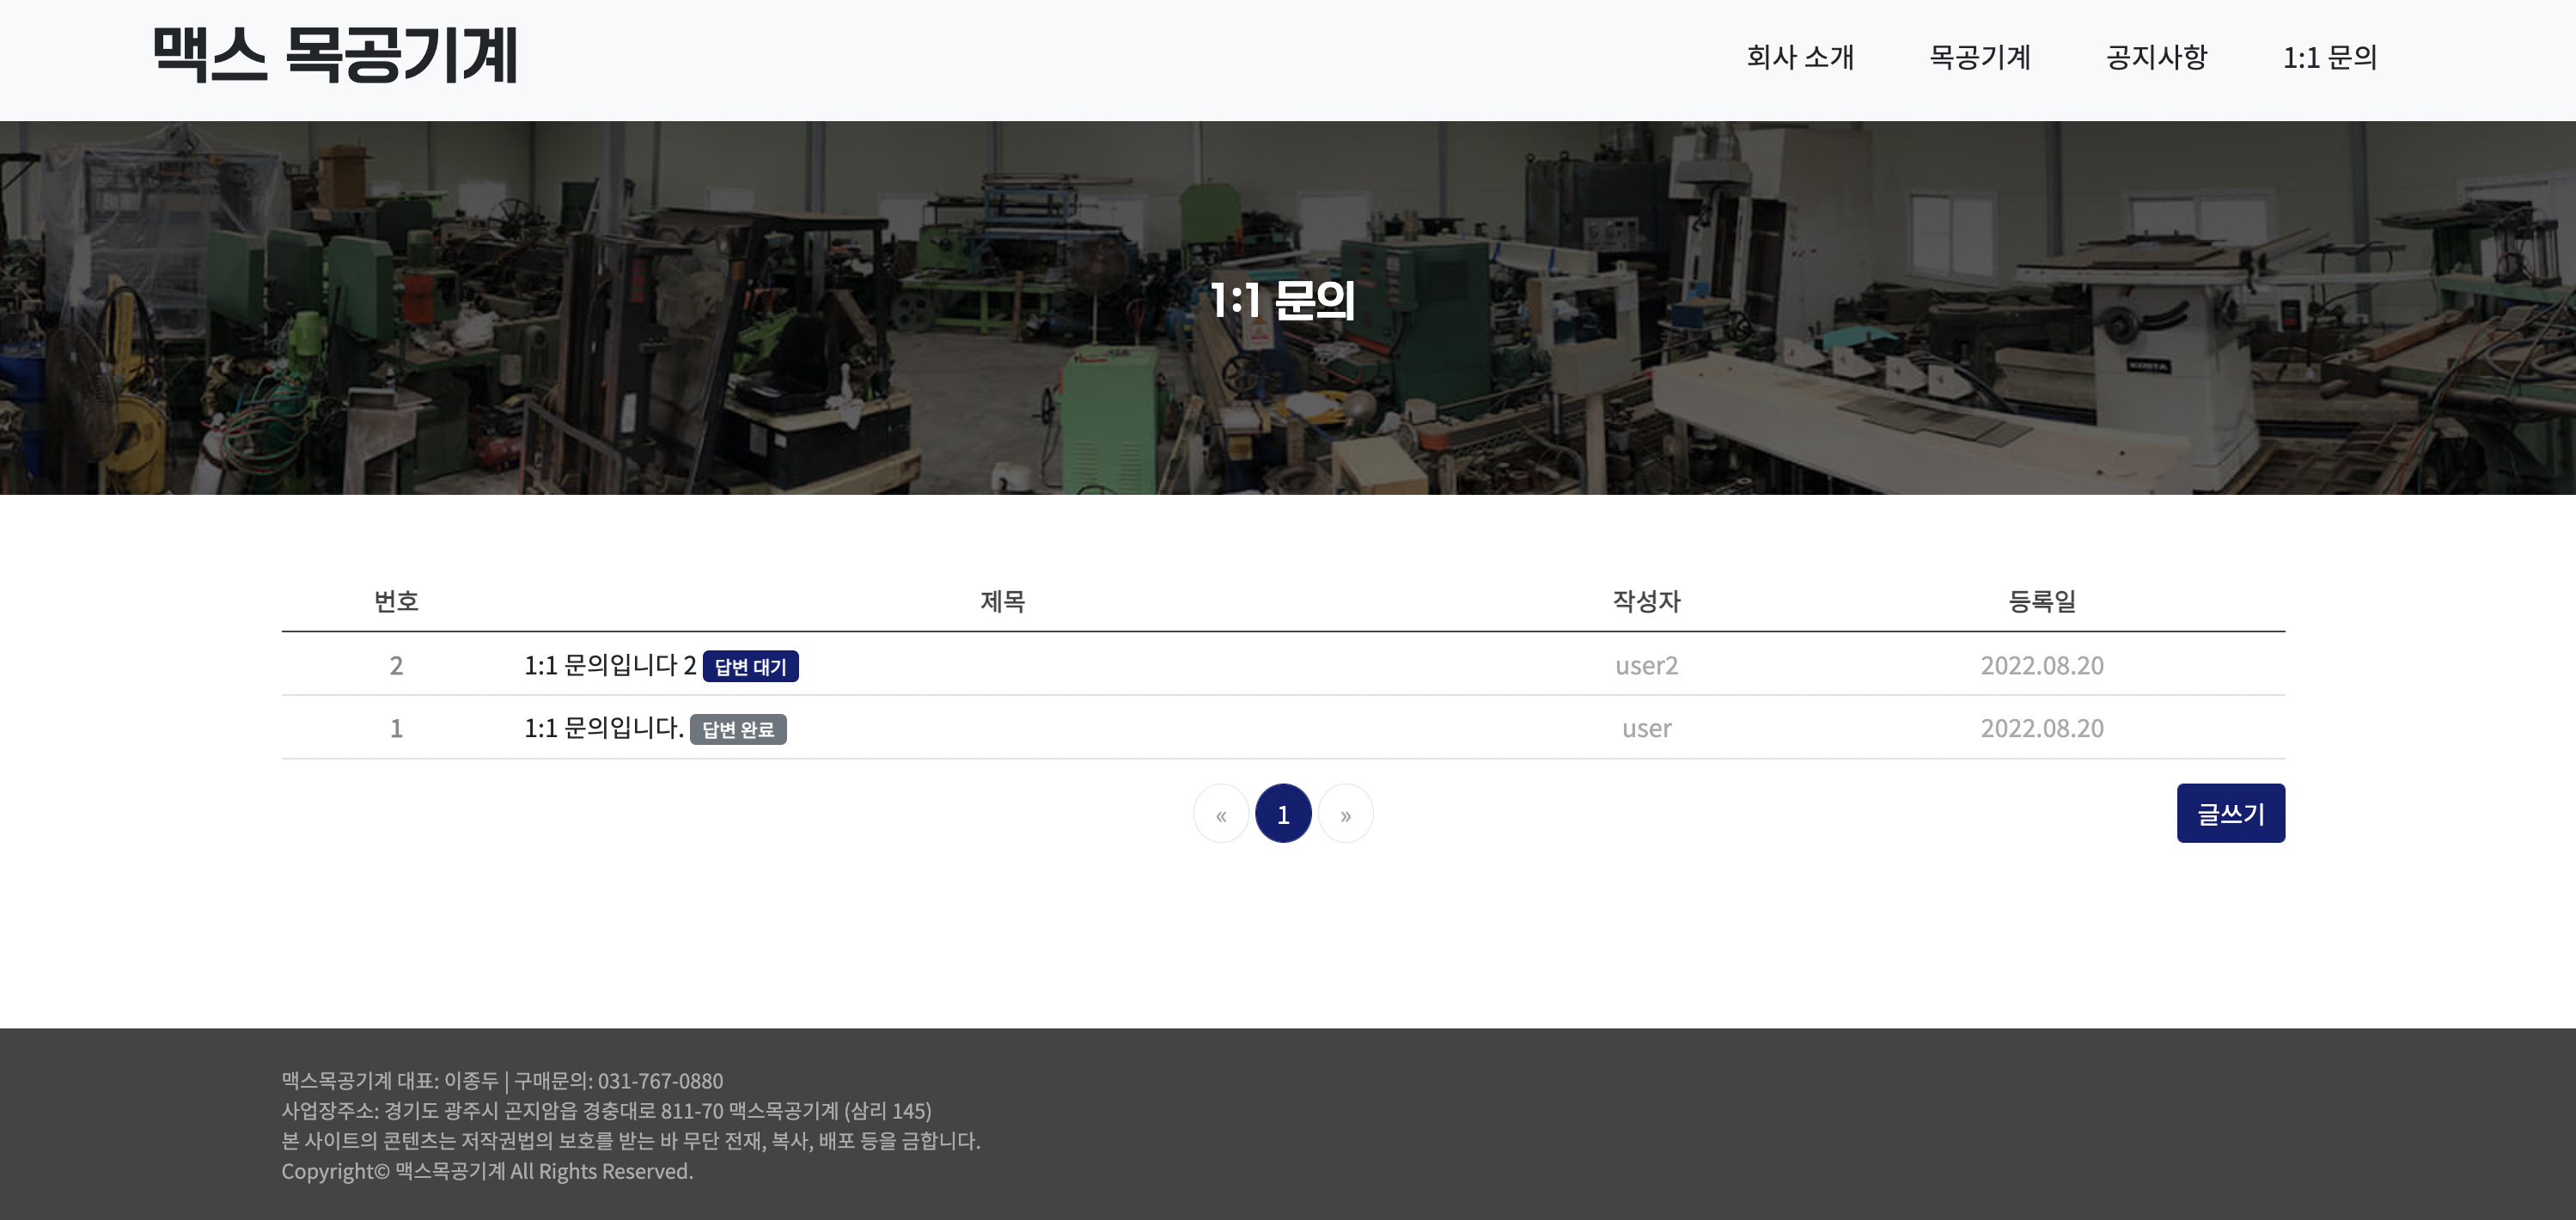 맥스 목공기계
회사 소개 목공기계 공지사항 1:1 문의
1:1 문의
번호 제목 작성자 등록일
2 1:1 문의입니다 2 답변 대기 user2 2022.08.20
1 1:1 문의입니다. 답변 완료 user 2022.08.20
« 1 »
글쓰기
맥스목공기계 대표: 이종두 | 구매문의: 031-767-0880
사업장주소: 경기도 광주시 곤지암읍 경충대로 811-70 맥스목공기계 (삼리 145)
본 사이트의 콘텐츠는 저작권법의 보호를 받는 바 무단 전재, 복사, 배포 등을 금합니다.
Copyright© 맥스목공기계 All Rights Reserved.